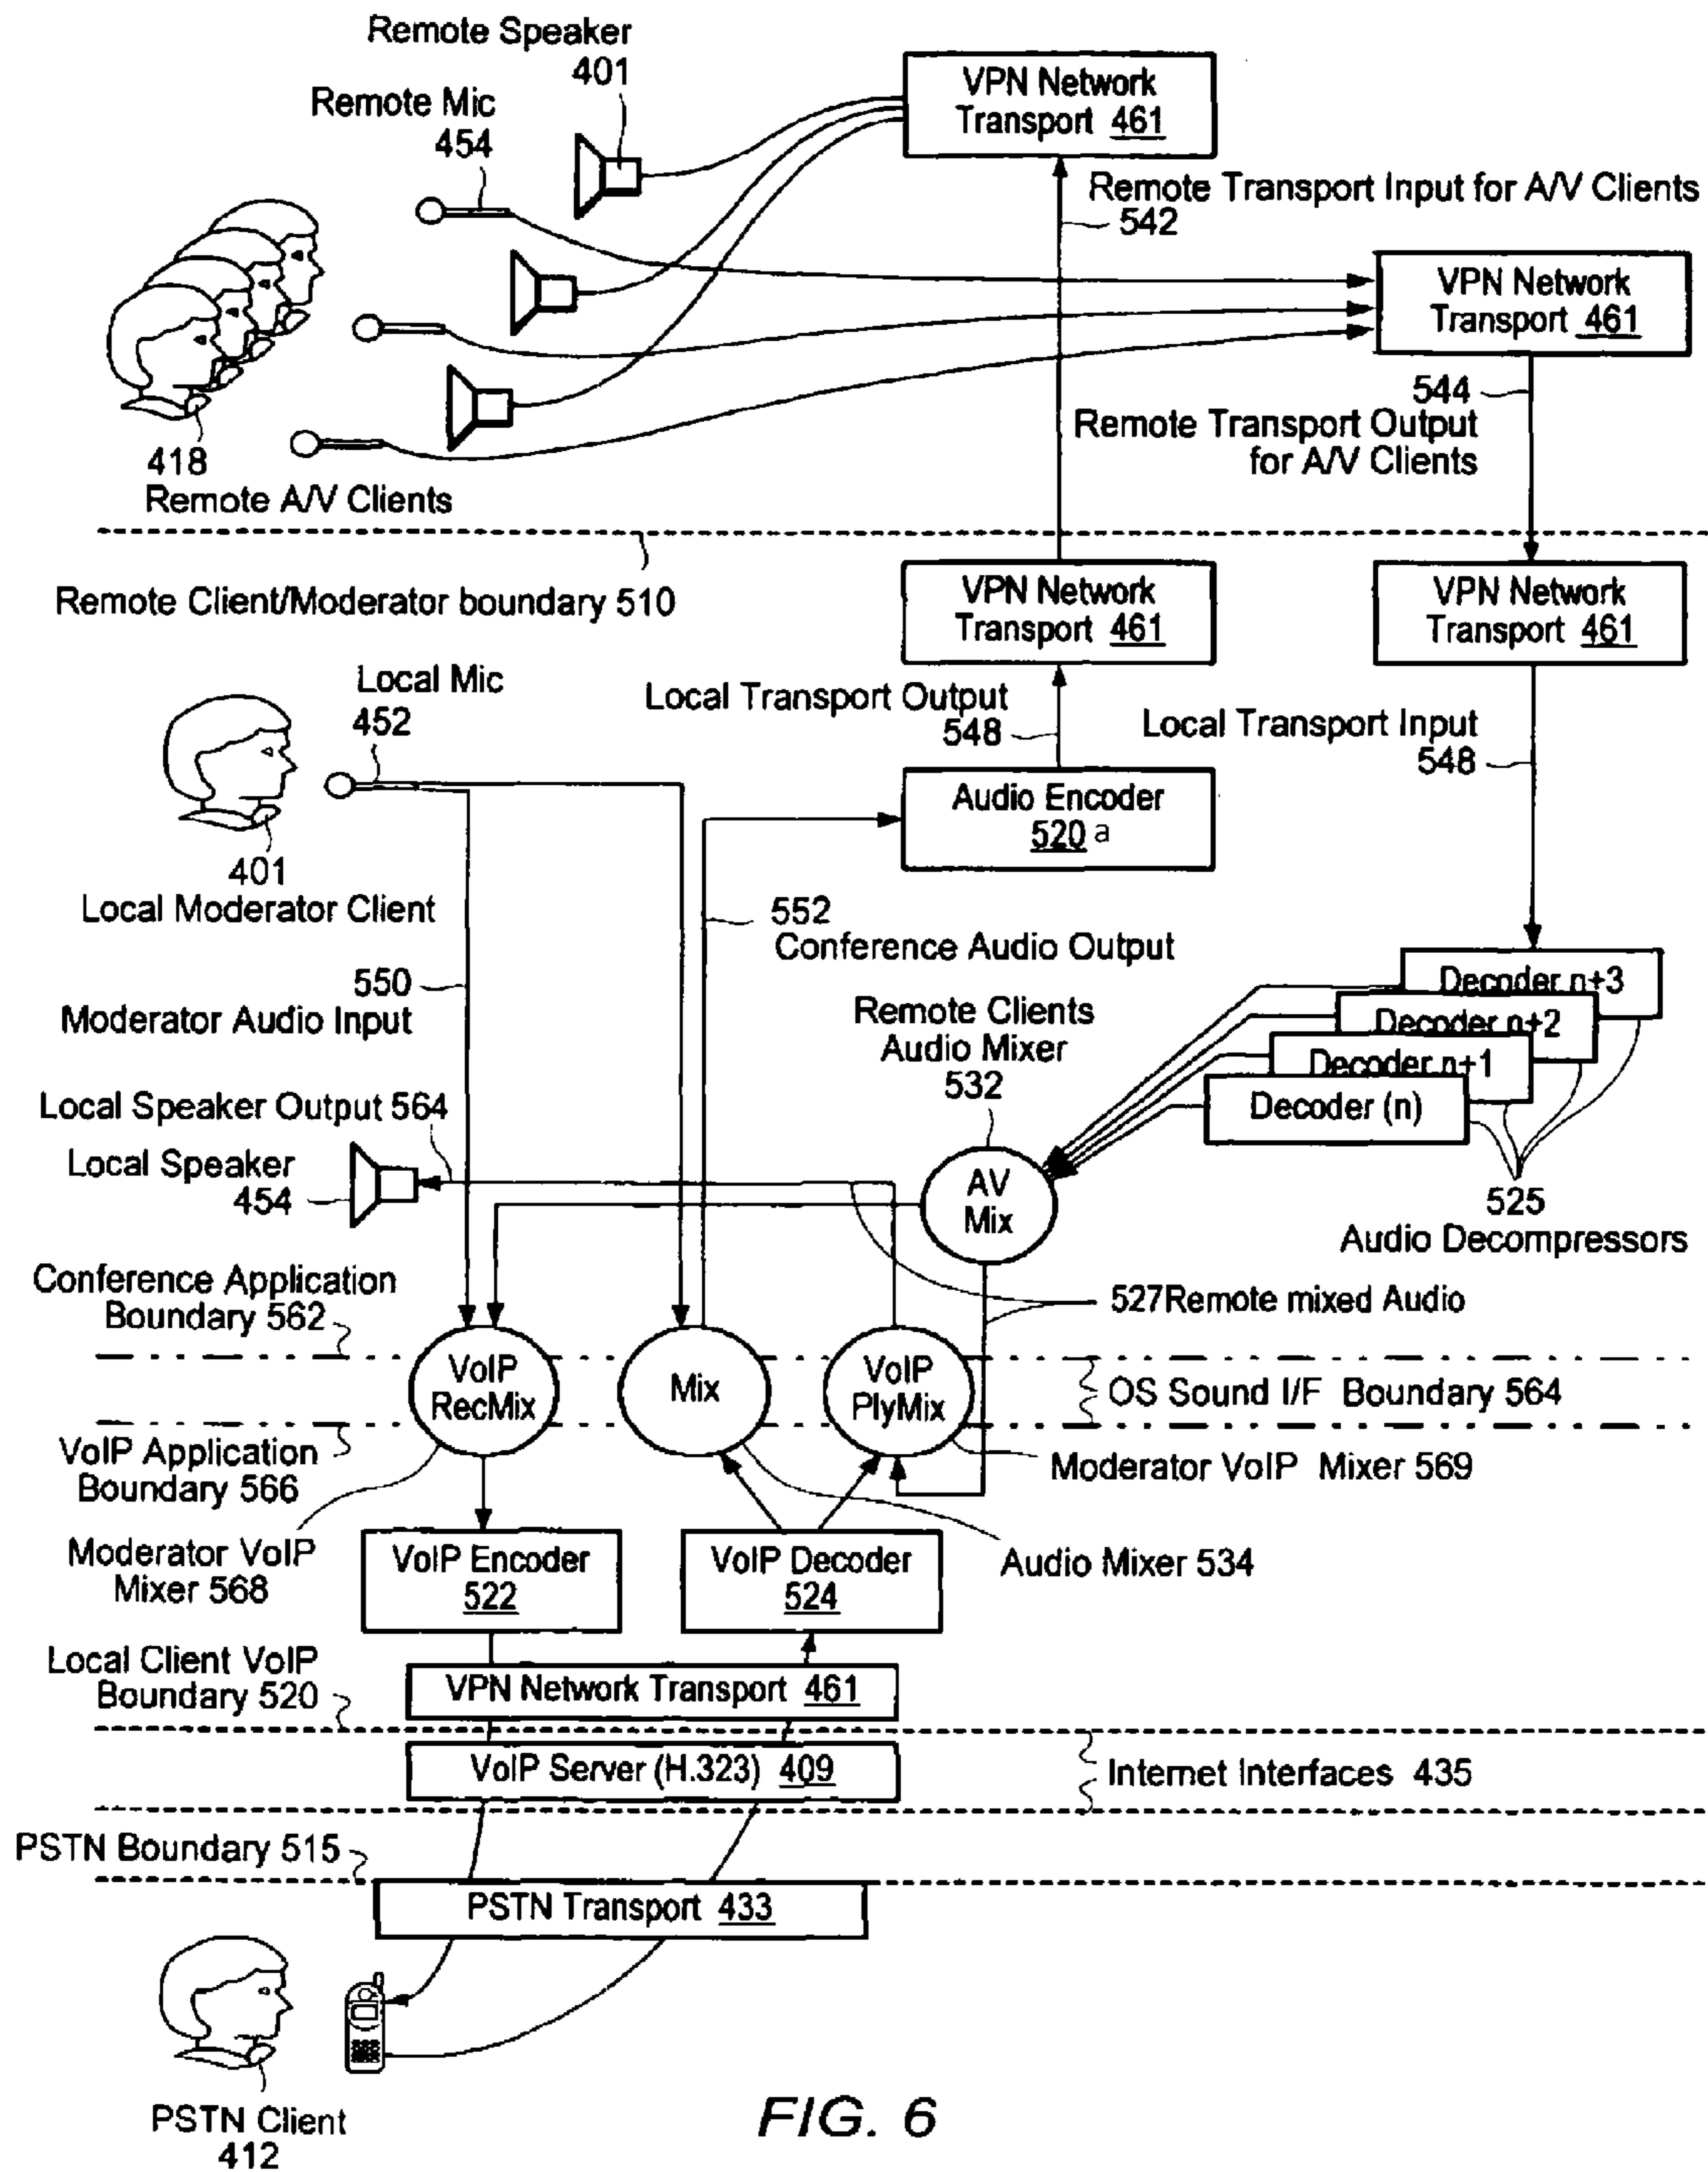 Remote Speaker
401
Remote Mic
454
VPN Network
Transport 461
Remote Transport Input for A/V Clients
542
VPN Network
Transport 461
544
Remote Transport Output
for A/V Clients
418
Remote A/V Clients
Remote Client/Moderator boundary 510
VPN Network
Transport 461
VPN Network
Transport 461
Local Mic
452
Local Transport Output
548
Local Transport Input
548
Audio Encoder
520 a
401
Local Moderator Client
552
Conference Audio Output
550
Moderator Audio Input
Decoder n+3
Decoder n+2
Decoder n+1
Decoder (n)
Remote Clients
Audio Mixer
532
Local Speaker Output 564
Local Speaker
454
AV
Mix
525
Audio Decompressors
Conference Application
Boundary 562
527Remote mixed Audio
VoIP
RecMix
Mix
VoIP
PlyMix
OS Sound I/F Boundary 564
VoIP Application
Boundary 566
Moderator VoIP Mixer 569
Moderator VoIP
Mixer 568
VoIP Encoder
522
VoIP Decoder
524
Audio Mixer 534
Local Client VoIP
Boundary 520
VPN Network Transport 461
VoIP Server (H.323) 409
Internet Interfaces 435
PSTN Boundary 515
PSTN Transport 433
PSTN Client
412
FIG. 6